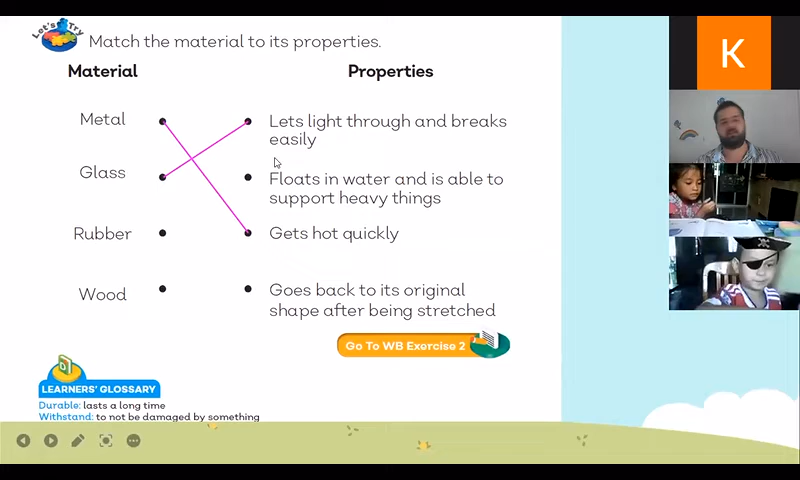 Let's Try
Match the material to its properties.
Material
Properties
Metal
Lets light through and breaks
easily
Glass
Floats in water and is able to
support heavy things
Rubber
Gets hot quickly
Wood
Goes back to its original
shape after being stretched
Go To WB Exercise 2
LEARNERS' GLOSSARY
Durable: lasts a long time
Withstand: to not be damaged by something
K